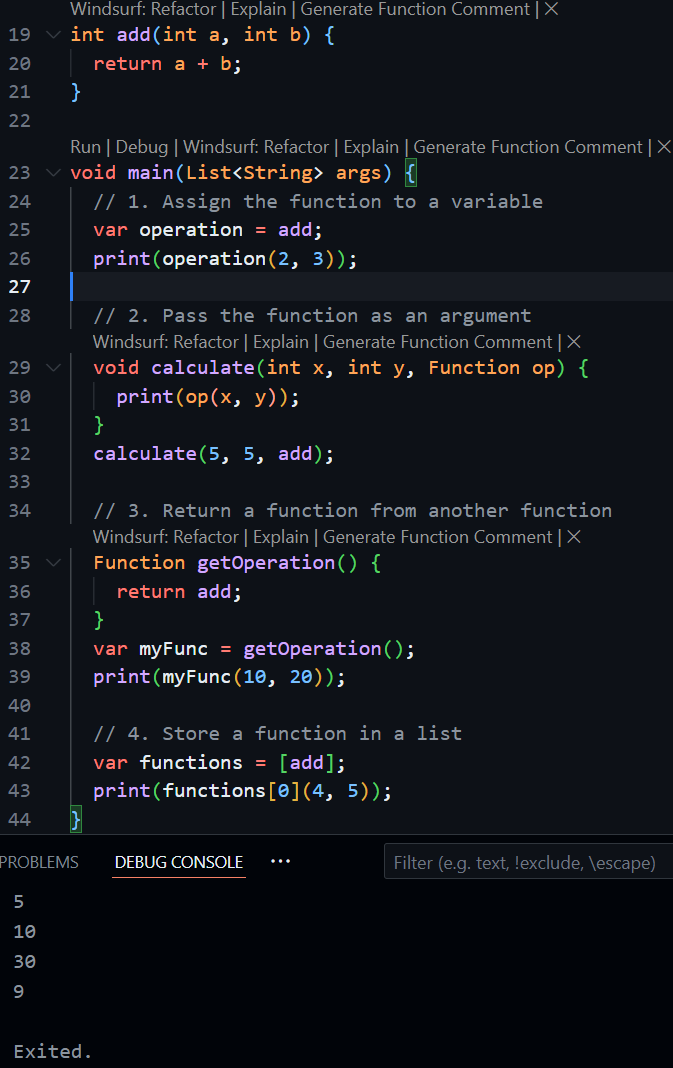 Windsurf: Refactor | Explain | Generate Function Comment | ×
19 int add(int a, int b) {
20 return a + b;
21 }
22
Run | Debug | Windsurf: Refactor | Explain | Generate Function Comment | ×
23 void main(List<String> args) {
24 // 1. Assign the function to a variable
25 var operation = add;
26 print(operation(2, 3));
27
28 // 2. Pass the function as an argument
Windsurf: Refactor | Explain | Generate Function Comment | ×
29 void calculate(int x, int y, Function op) {
30 print(op(x, y));
31 }
32 calculate(5, 5, add);
33
34 // 3. Return a function from another function
Windsurf: Refactor | Explain | Generate Function Comment | ×
35 Function getOperation() {
36 return add;
37 }
38 var myFunc = getOperation();
39 print(myFunc(10, 20));
40
41 // 4. Store a function in a list
42 var functions = [add];
43 print(functions[0](4, 5));
44 }
PROBLEMS DEBUG CONSOLE ··· Filter (e.g. text, !exclude, \escape)
5
10
30
9
Exited.